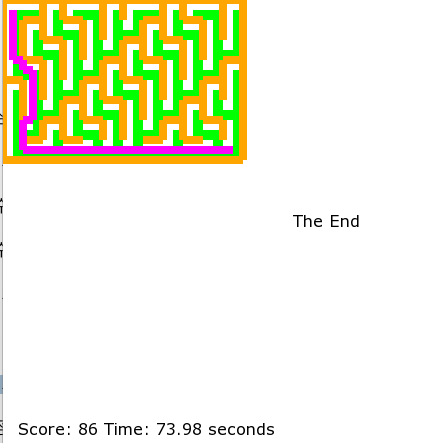 The End
Score: 86 Time: 73.98 seconds